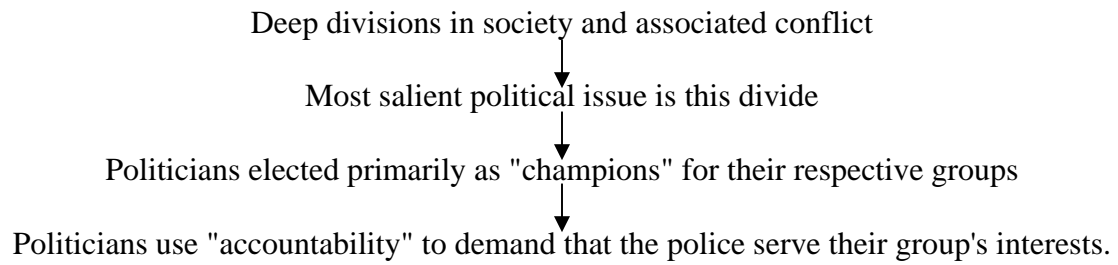 Deep divisions in society and associated conflict
Most salient political issue is this divide
Politicians elected primarily as "champions" for their respective groups
Politicians use "accountability" to demand that the police serve their group's interests.